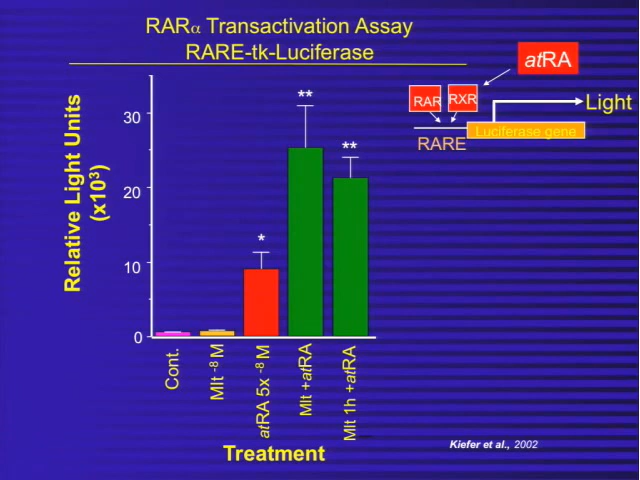 RARα Transactivation Assay
RARE-tk-Luciferase
atRA
RAR
RXR
Light
Luciferase gene
RARE
Relative Light Units
(x10³)
30
20
10
0
**
**
*
Cont.
Mlt -8 M
atRA 5x -8 M
Mlt +atRA
Mlt 1h +atRA
Treatment
Kiefer et al., 2002